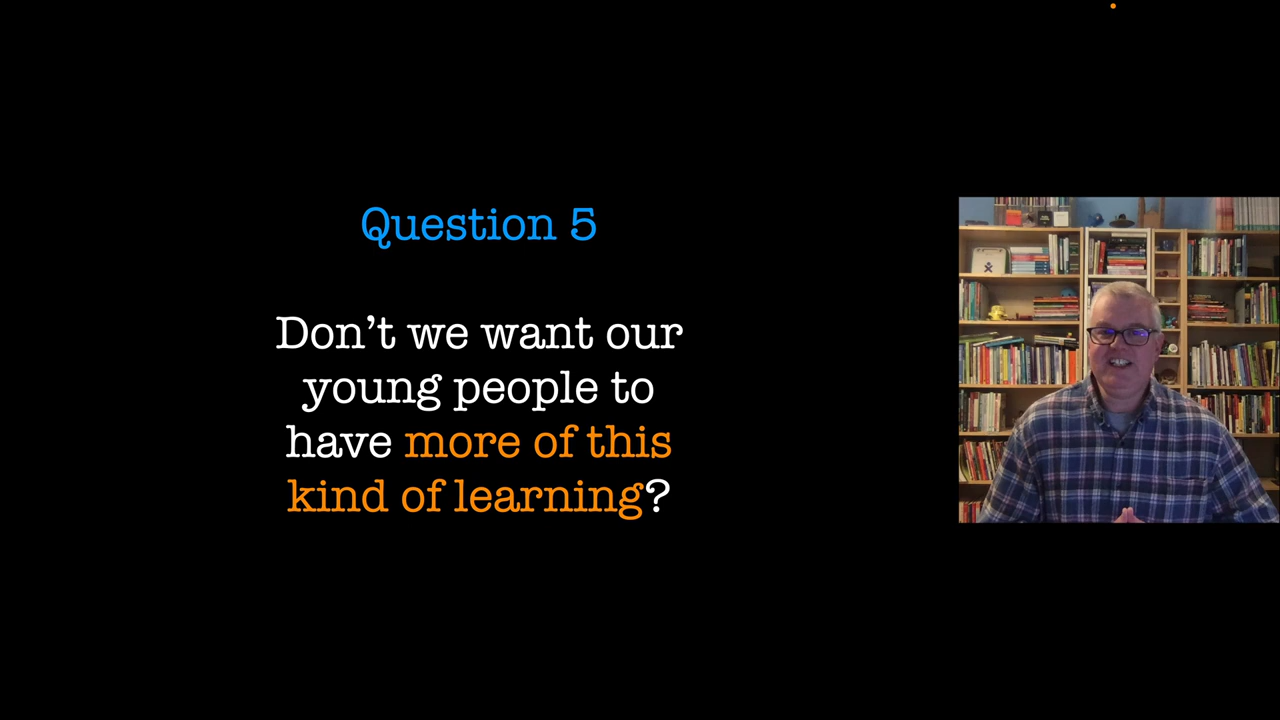 Question 5
Don’t we want our
young people to
have more of this
kind of learning?